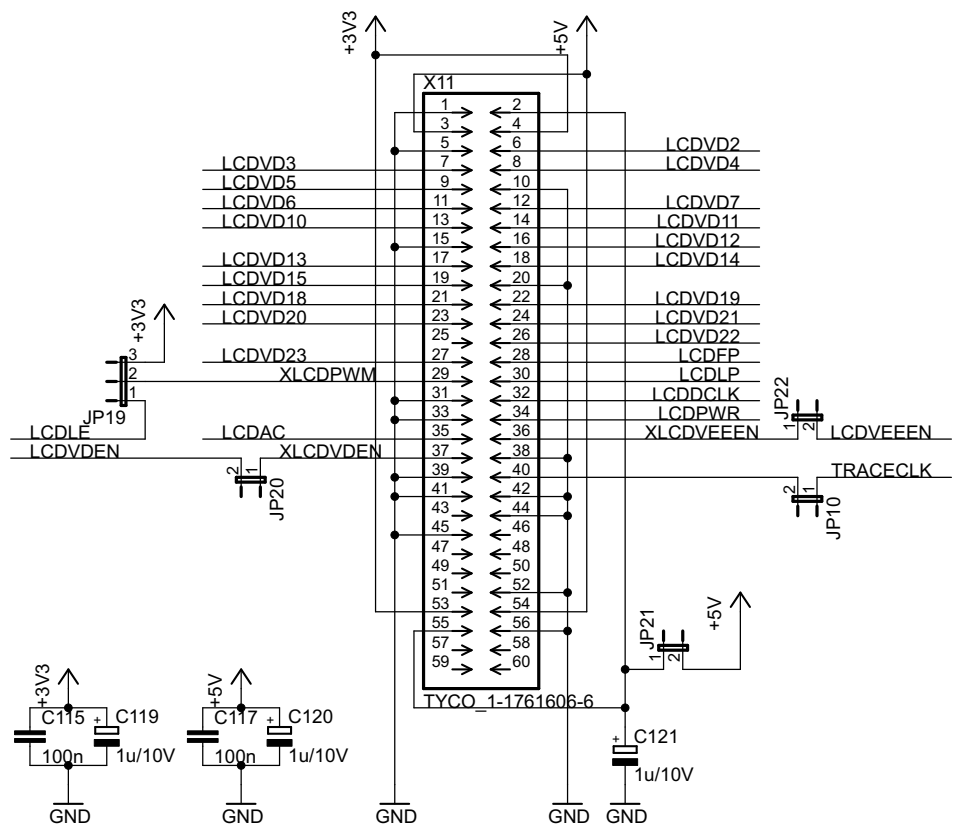 +3V3
+5V
X11
1 2
3 4
5 6 LCDVD2
LCDVD3 7 8 LCDVD4
LCDVD5 9 10
LCDVD6 11 12 LCDVD7
LCDVD10 13 14 LCDVD11
15 16 LCDVD12
LCDVD13 17 18 LCDVD14
LCDVD15 19 20
LCDVD18 21 22 LCDVD19
LCDVD20 23 24 LCDVD21
25 26 LCDVD22
+3V3
LCDVD23 27 28 LCDFP
3
2 XLCDPWM 29 30 LCDLP
1 31 32 LCDDCLK
JP19
33 34 LCDPWR
JP22
LCDLE LCDAC 35 36 XLCDVEEEN 1 2 LCDVEEEN
LCDVDEN 2 1 XLCDVDEN 37 38
JP20
39 40 2 1 TRACECLK
JP10
41 42
43 44
45 46
47 48
49 50
51 52
53 54
55 56
57 58
59 60
JP21
1 2
+5V
TYCO_1-1761606-6
+3V3
C115
100n
+
C119
1u/10V
GND
+5V
C117
100n
+
C120
1u/10V
GND
GND
GND
+
C121
1u/10V
GND